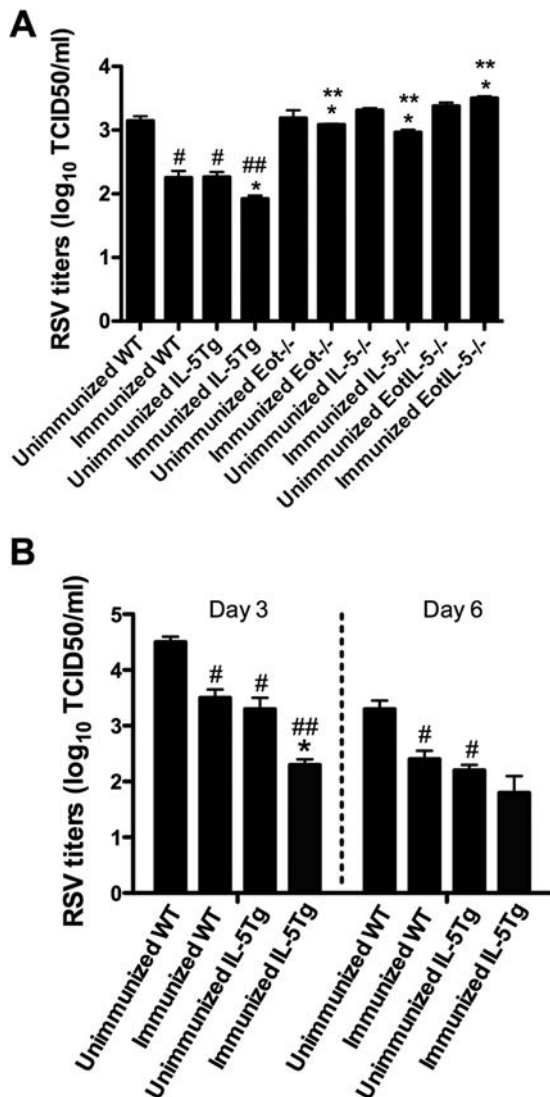 A
RSV titers (log10 TCID50/ml)
4
3
2
1
0
#
#
##
*
**
*
**
*
**
*
Unimmunized WT
Immunized WT
Unimmunized IL-5Tg
Immunized IL-5Tg
Unimmunized Eot-/-
Immunized Eot-/-
Unimmunized IL-5-/-
Immunized IL-5-/-
Unimmunized EotIL-5-/-
Immunized EotIL-5-/-
B
RSV titers (log10 TCID50/ml)
5
4
3
2
1
0
Day 3
Day 6
#
#
##
*
#
#
Unimmunized WT
Immunized WT
Unimmunized IL-5Tg
Immunized IL-5Tg
Unimmunized WT
Immunized WT
Unimmunized IL-5Tg
Immunized IL-5Tg